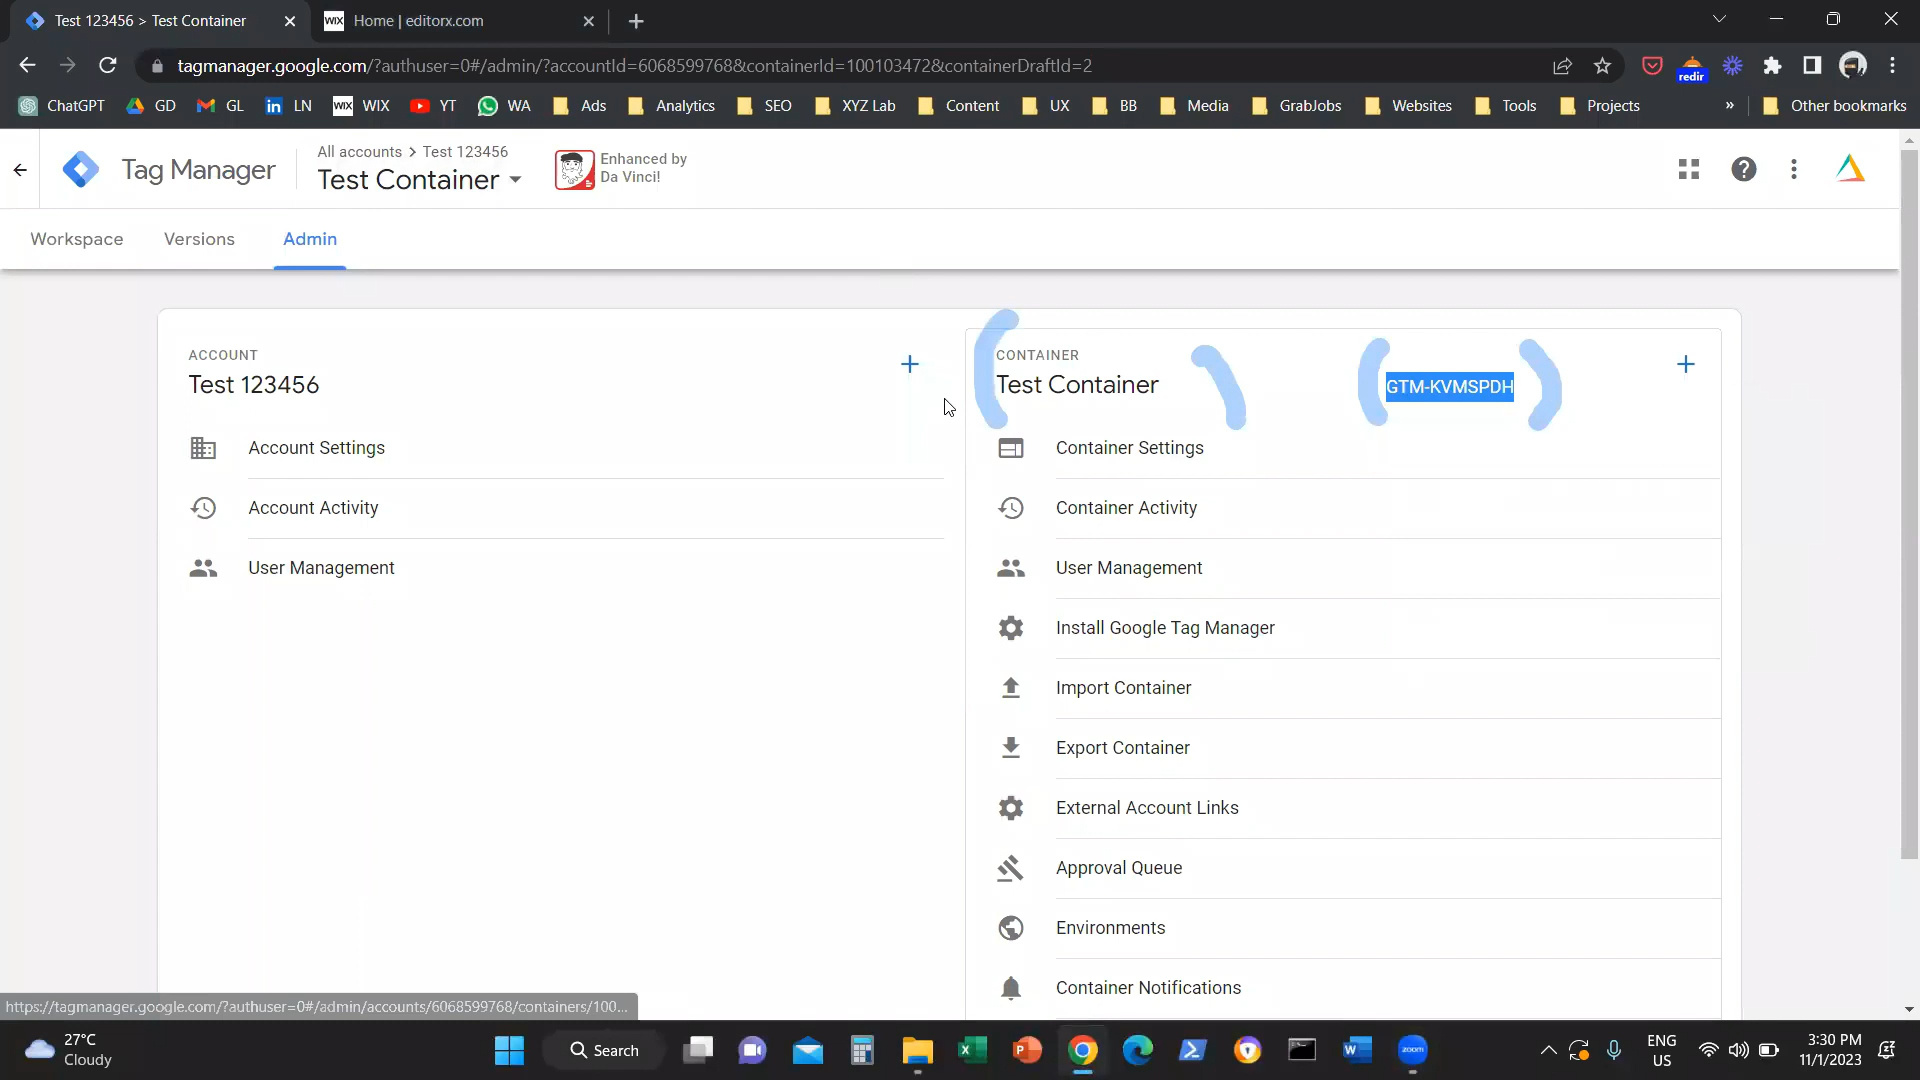 Test 123456 > Test Container
WIX
Home | editorx.com
tagmanager.google.com/?authuser=0#/admin/?accountId=6068599768&containerId=100103472&containerDraftId=2
redir
ChatGPT
GD
GL
LN
WIX
WIX
YT
WA
Ads
Analytics
SEO
XYZ Lab
Content
UX
BB
Media
GrabJobs
Websites
Tools
Projects
»
Other bookmarks
Tag Manager
All accounts > Test 123456
Test Container
Enhanced by
Da Vinci!
Workspace
Versions
Admin
ACCOUNT
Test 123456
Account Settings
Account Activity
User Management
CONTAINER
Test Container
GTM-KVMSPDH
Container Settings
Container Activity
User Management
Install Google Tag Manager
Import Container
Export Container
External Account Links
Approval Queue
Environments
Container Notifications
https://tagmanager.google.com/?authuser=0#/admin/accounts/6068599768/containers/100...
27°C
Cloudy
Search
zoom
ENG
US
3:30 PM
11/1/2023